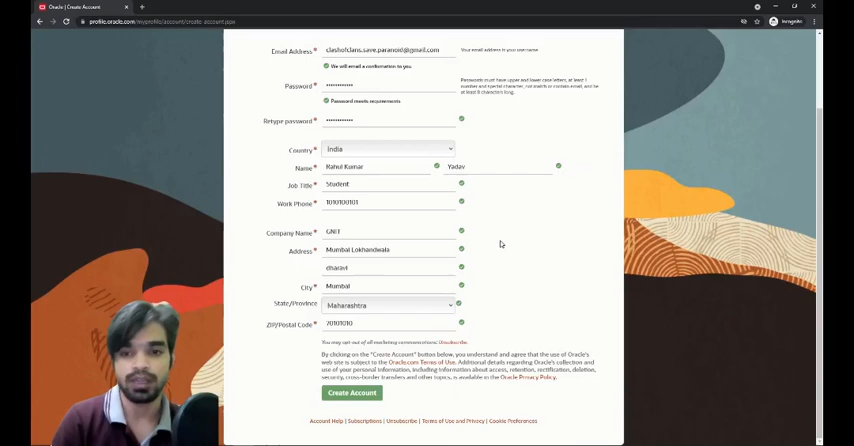 Oracle | Create Account
profile.oracle.com/myprofile/account/create-account.jspx
Incognito
Email Address* clashofclans.save.paranoid@gmail.com Your email address is your username.
We will email a confirmation to you
Password* •••••••••••• Passwords must have upper and lower case letters, at least 1
number and special character, not match or contain email, and be
at least 8 characters long.
Password meets requirements
Retype password* ••••••••••••
Country* India
Name* Rahul Kumar Yadav
Job Title* Student
Work Phone* 1010100101
Company Name* GNIT
Address* Mumbai Lokhandwala
dharavi
City* Mumbai
State/Province Maharashtra
ZIP/Postal Code* 70101010
You may opt-out of all marketing communications: Unsubscribe.
By clicking on the "Create Account" button below, you understand and agree that the use of Oracle's
web site is subject to the Oracle.com Terms of Use. Additional details regarding Oracle's collection and
use of your personal information, including information about access, retention, rectification, deletion,
security, cross-border transfers and other topics, is available in the Oracle Privacy Policy.
Create Account
Account Help | Subscriptions | Unsubscribe | Terms of Use and Privacy | Cookie Preferences